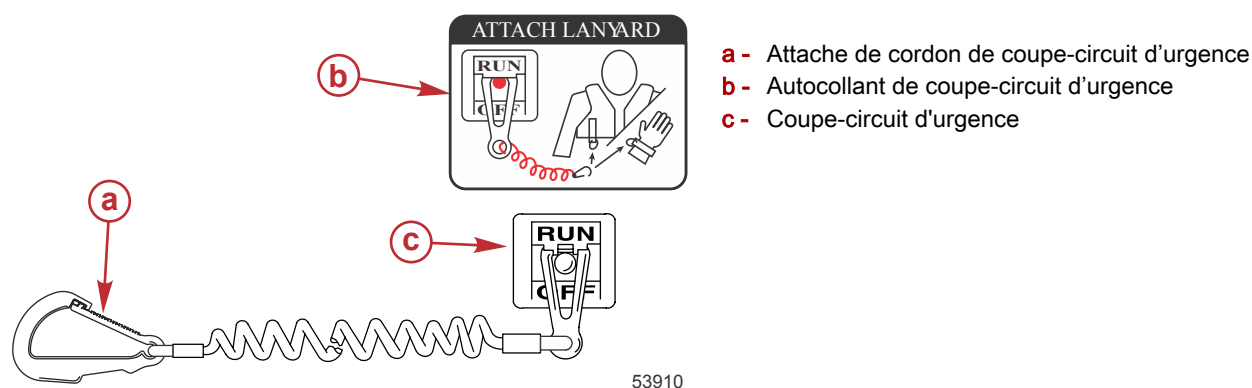 ATTACH LANYARD
RUN
OFF
b
a - Attache de cordon de coupe-circuit d’urgence
b - Autocollant de coupe-circuit d’urgence
c - Coupe-circuit d'urgence
a
c
RUN
OFF
53910